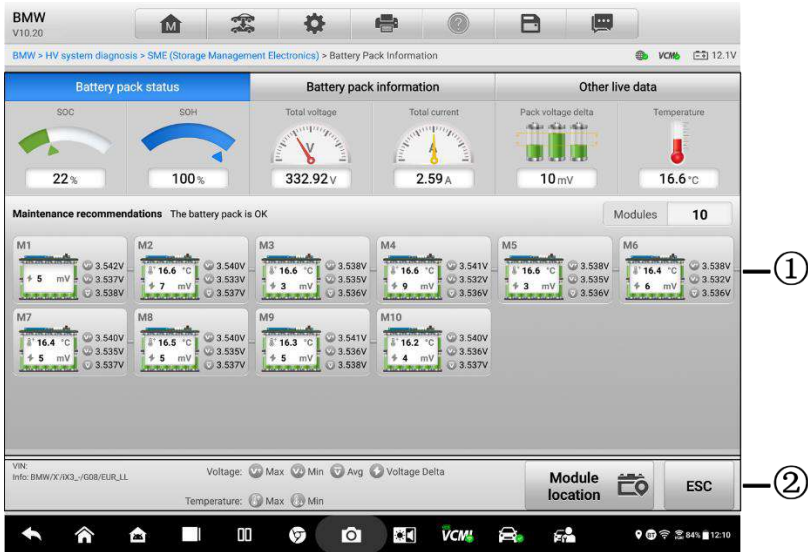 BMW
V10.20
M
BMW > HV system diagnosis > SME (Storage Management Electronics) > Battery Pack Information
VCMI 12.1V
Battery pack status Battery pack information Other live data
SOC SOH Total voltage Total current Pack voltage delta Temperature
V A
22% 100% 332.92V 2.59A 10mV 16.6°C
Maintenance recommendations The battery pack is OK Modules 10
M1 M2 M3 M4 M5 M6
3.542V 16.6 °C 3.540V 16.6 °C 3.538V 16.6 °C 3.541V 16.6 °C 3.538V 16.4 °C 3.538V
5 mV 3.537V 7 mV 3.533V 3 mV 3.535V 9 mV 3.532V 3 mV 3.535V 6 mV 3.532V
3.538V 3.537V 3.536V 3.536V 3.536V 3.536V
①
M7 M8 M9 M10
16.4 °C 3.540V 16.5 °C 3.540V 16.3 °C 3.541V 16.2 °C 3.540V
5 mV 3.535V 5 mV 3.535V 5 mV 3.536V 4 mV 3.536V
3.537V 3.537V 3.538V 3.537V
VIN:
Info: BMW/X'/iX3_-/G08/EUR_LL
Voltage: V+ Max V- Min V Avg Voltage Delta
Temperature: Max Min
Module location
ESC
②
VCMI BT 84% 12:10